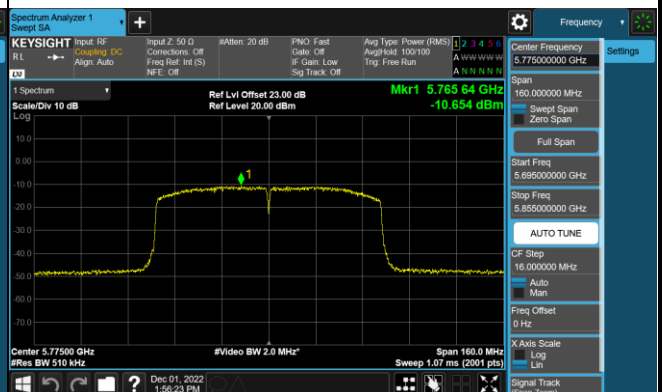 Spectrum Analyzer 1
Swept SA
+
Frequency
KEYSIGHT
RL
LXI
Input: RF
Coupling: DC
Align: Auto
Input Z: 50 Ω
Corrections: Off
Freq Ref: Int (S)
NFE: Off
#Atten: 20 dB
PNO: Fast
Gate: Off
IF Gain: Low
Sig Track: Off
Avg Type: Power (RMS)
Avg|Hold: 100/100
Trig: Free Run
1 2 3 4 5 6
A W W W W W
A N N N N N
Center Frequency
5.775000000 GHz
Settings
Span
160.000000 MHz
Swept Span
Zero Span
Full Span
Start Freq
5.695000000 GHz
Stop Freq
5.855000000 GHz
AUTO TUNE
CF Step
16.000000 MHz
Auto
Man
Freq Offset
0 Hz
X Axis Scale
Log
Lin
Signal Track
(Span Zoom)
1 Spectrum
Scale/Div 10 dB
Log
Ref Lvl Offset 23.00 dB
Ref Level 20.00 dBm
Mkr1 5.765 64 GHz
-10.654 dBm
10.0
0.00
-10.0
-20.0
-30.0
-40.0
-50.0
-60.0
-70.0
1
Center 5.77500 GHz
#Res BW 510 kHz
#Video BW 2.0 MHz*
Span 160.0 MHz
Sweep 1.07 ms (2001 pts)
?
Dec 01, 2022
1:56:23 PM